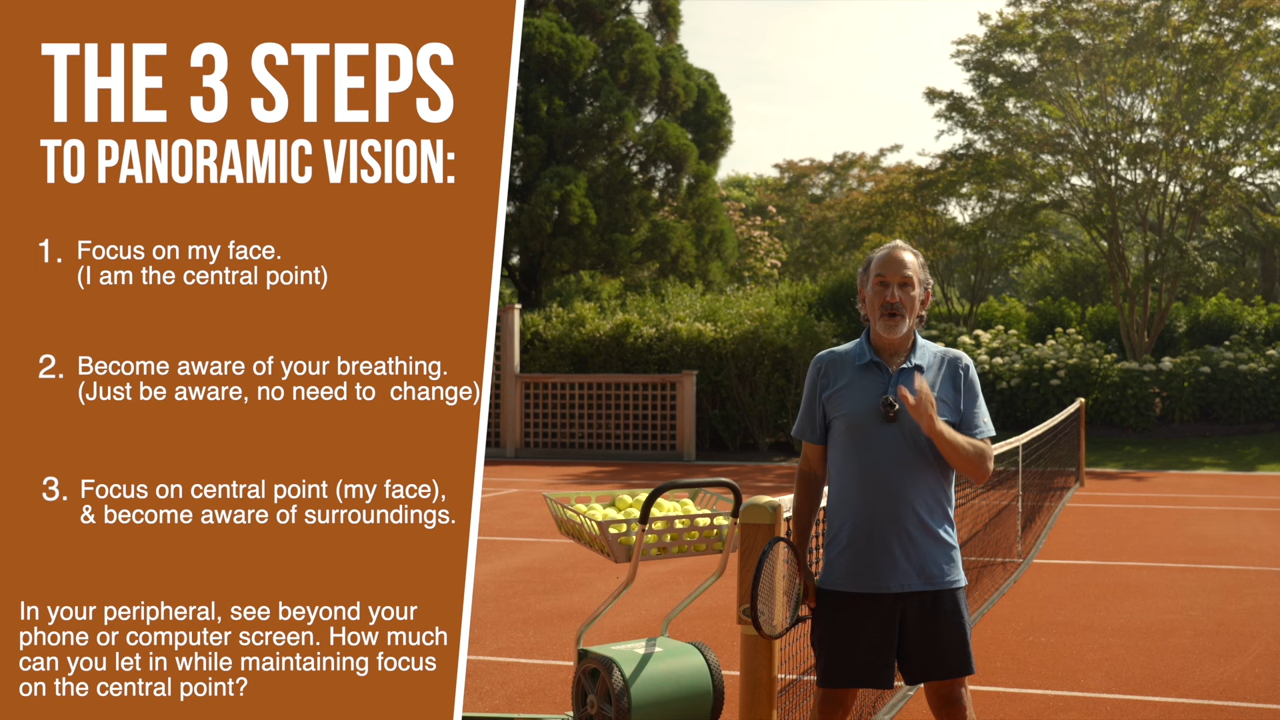 THE 3 STEPS
TO PANORAMIC VISION:
1. Focus on my face.
(I am the central point)
2. Become aware of your breathing.
(Just be aware, no need to  change)
3. Focus on central point (my face),
& become aware of surroundings.
In your peripheral, see beyond your
phone or computer screen. How much
can you let in while maintaining focus
on the central point?